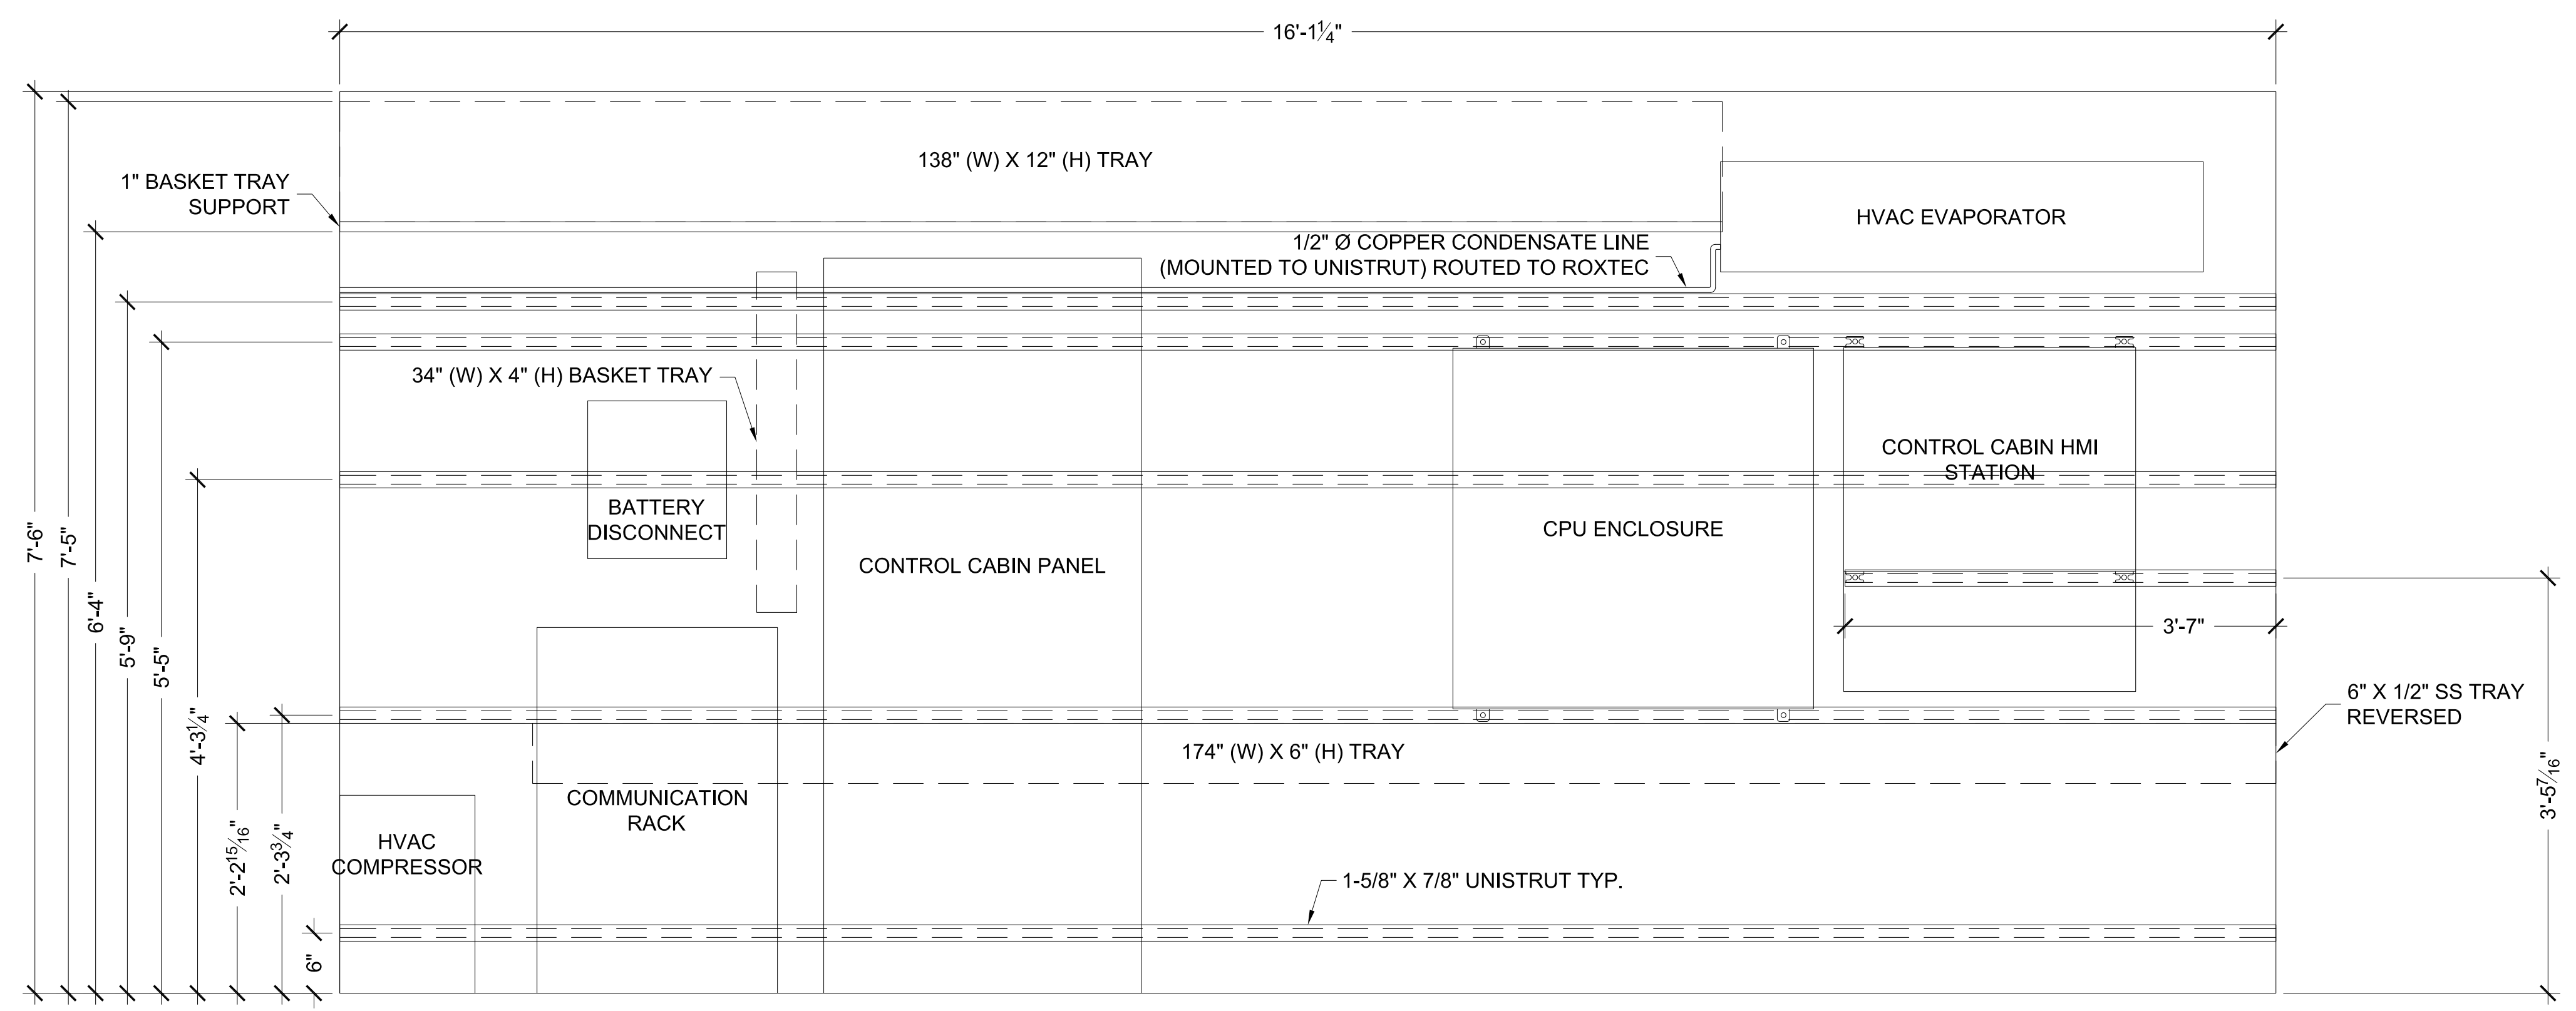 16'-1¼"
138" (W) X 12" (H) TRAY
1" BASKET TRAY
SUPPORT
HVAC EVAPORATOR
1/2" Ø COPPER CONDENSATE LINE
(MOUNTED TO UNISTRUT) ROUTED TO ROXTEC
34" (W) X 4" (H) BASKET TRAY
CONTROL CABIN HMI
STATION
BATTERY
DISCONNECT
CPU ENCLOSURE
CONTROL CABIN PANEL
7'-6"
7'-5"
6'-4"
5'-9"
5'-5"
4'-3¼"
2'-215⁄16"
2'-3¾"
6"
3'-7"
6" X 1/2" SS TRAY
REVERSED
3'-57⁄16"
174" (W) X 6" (H) TRAY
COMMUNICATION
RACK
HVAC
COMPRESSOR
1-5/8" X 7/8" UNISTRUT TYP.